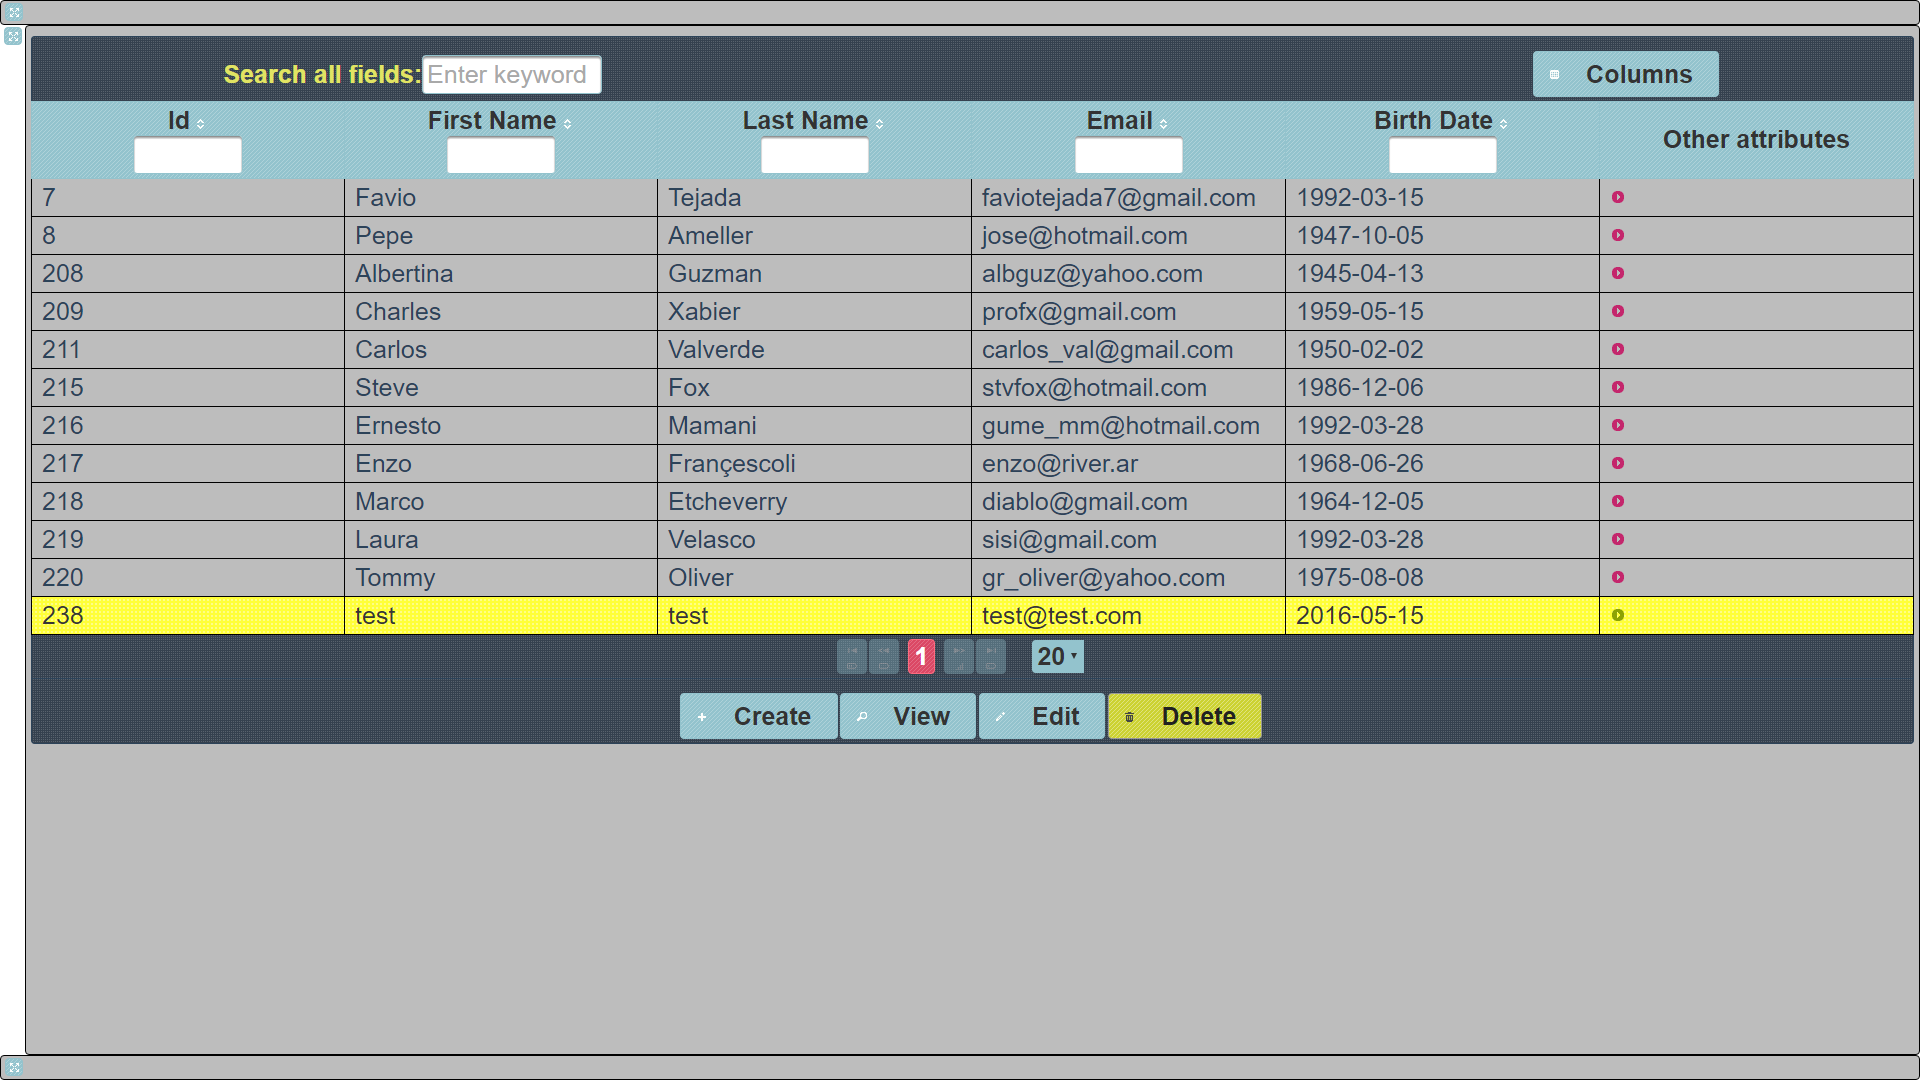 Search all fields: Enter keyword Columns
Id First Name Last Name Email Birth Date Other attributes
7 Favio Tejada faviotejada7@gmail.com 1992-03-15
8 Pepe Ameller jose@hotmail.com 1947-10-05
208 Albertina Guzman albguz@yahoo.com 1945-04-13
209 Charles Xabier profx@gmail.com 1959-05-15
211 Carlos Valverde carlos_val@gmail.com 1950-02-02
215 Steve Fox stvfox@hotmail.com 1986-12-06
216 Ernesto Mamani gume_mm@hotmail.com 1992-03-28
217 Enzo Françescoli enzo@river.ar 1968-06-26
218 Marco Etcheverry diablo@gmail.com 1964-12-05
219 Laura Velasco sisi@gmail.com 1992-03-28
220 Tommy Oliver gr_oliver@yahoo.com 1975-08-08
238 test test test@test.com 2016-05-15
1 20
Create View Edit Delete